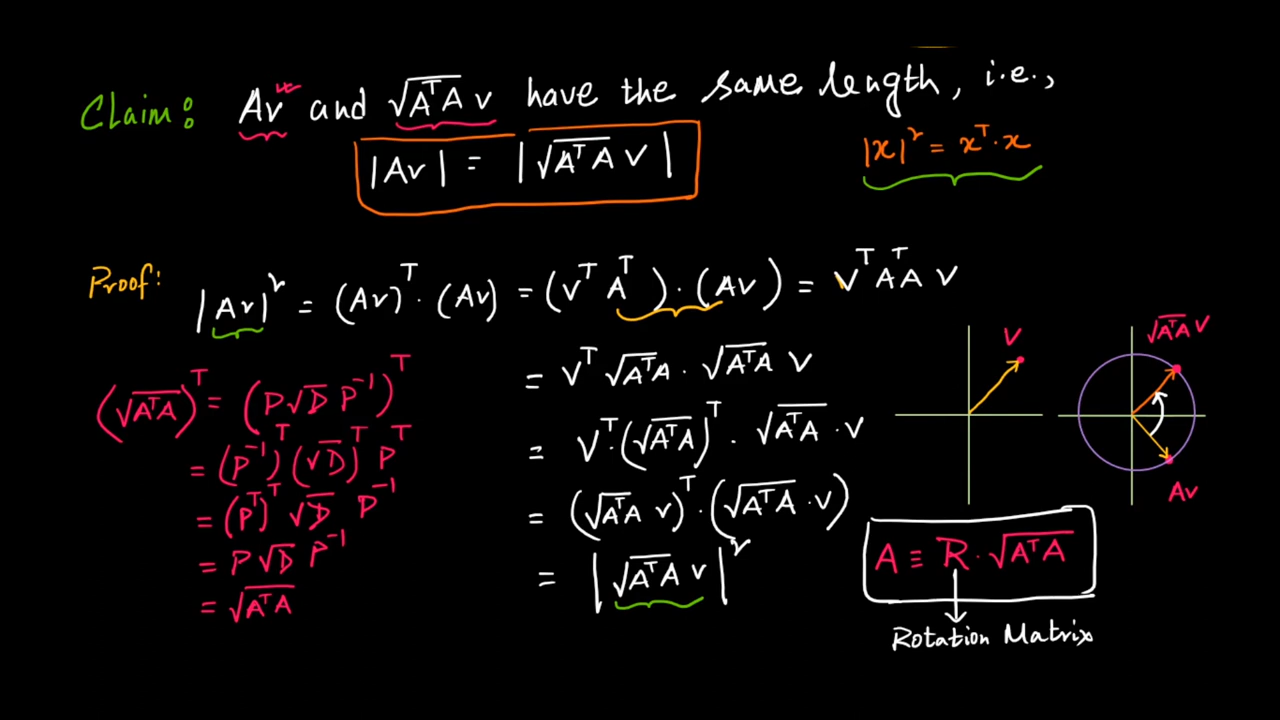 Claim: Av and √(AᵀA) v have the same length, i.e.,
|Av| = |√(AᵀA) v|
|x|² = xᵀ·x
Proof: |Av|² = (Av)ᵀ·(Av) = (vᵀAᵀ)·(Av) = vᵀAᵀA v
= vᵀ √(AᵀA) · √(AᵀA) v
= vᵀ·(√(AᵀA))ᵀ · √(AᵀA) · v
= (√(AᵀA) v)ᵀ·(√(AᵀA) · v)
= |√(AᵀA) v|²
(√(AᵀA))ᵀ = (P√D P⁻¹)ᵀ
= (P⁻¹)ᵀ (√D)ᵀ Pᵀ
= (Pᵀ)ᵀ √D P⁻¹
= P√D P⁻¹
= √(AᵀA)
v
√(AᵀA) v
Av
A ≡ R · √(AᵀA)
Rotation Matrix